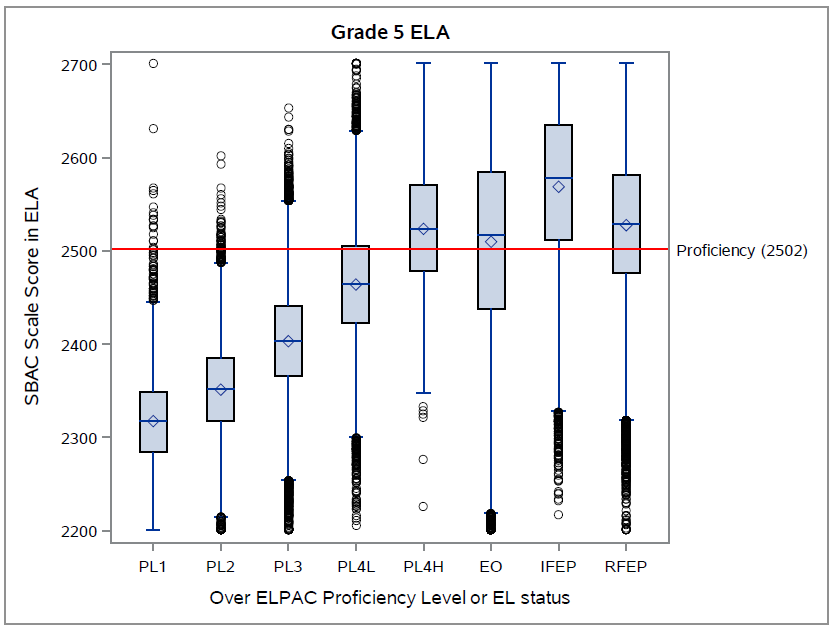 Grade 5 ELA
2700
2600
2500
2400
2300
2200
SBAC Scale Score in ELA
Proficiency (2502)
PL1 PL2 PL3 PL4L PL4H EO IFEP RFEP
Over ELPAC Proficiency Level or EL status